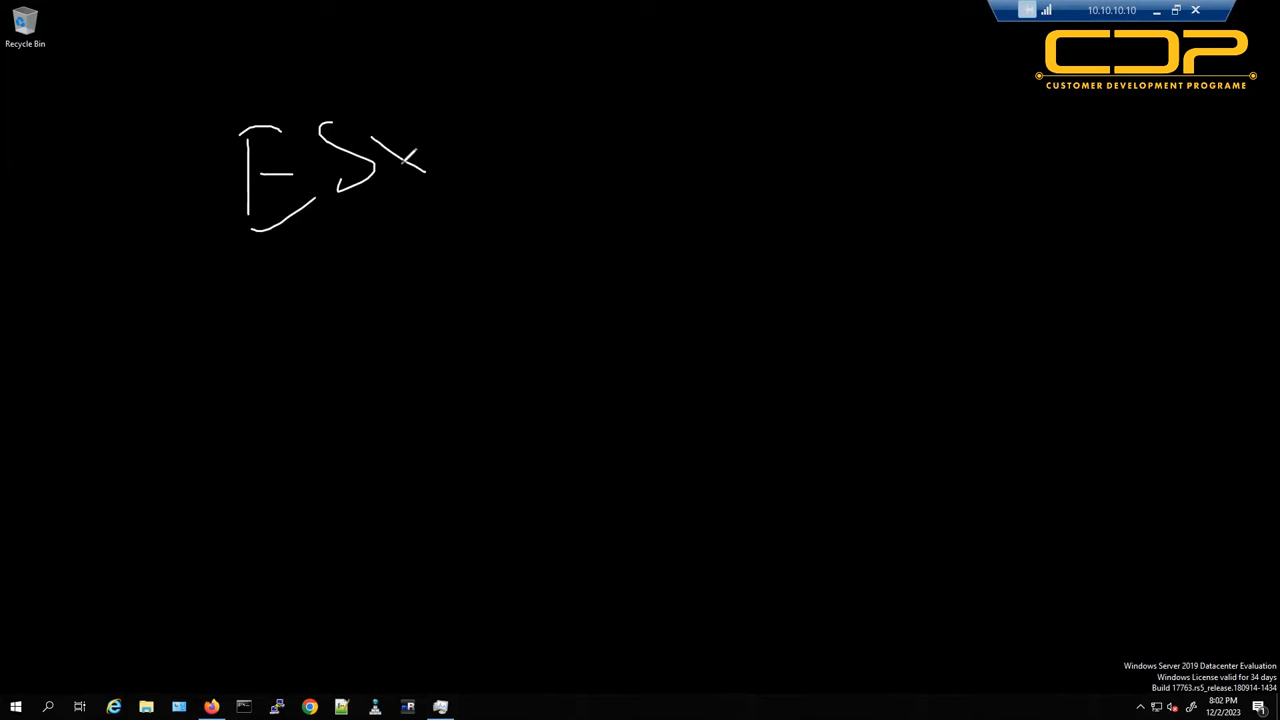 10.10.10.10
Recycle Bin
CDP
CUSTOMER DEVELOPMENT PROGRAME
ESX
Windows Server 2019 Datacenter Evaluation
Windows License valid for 34 days
Build 17763.rs5_release.180914-1434
8:02 PM
12/2/2023